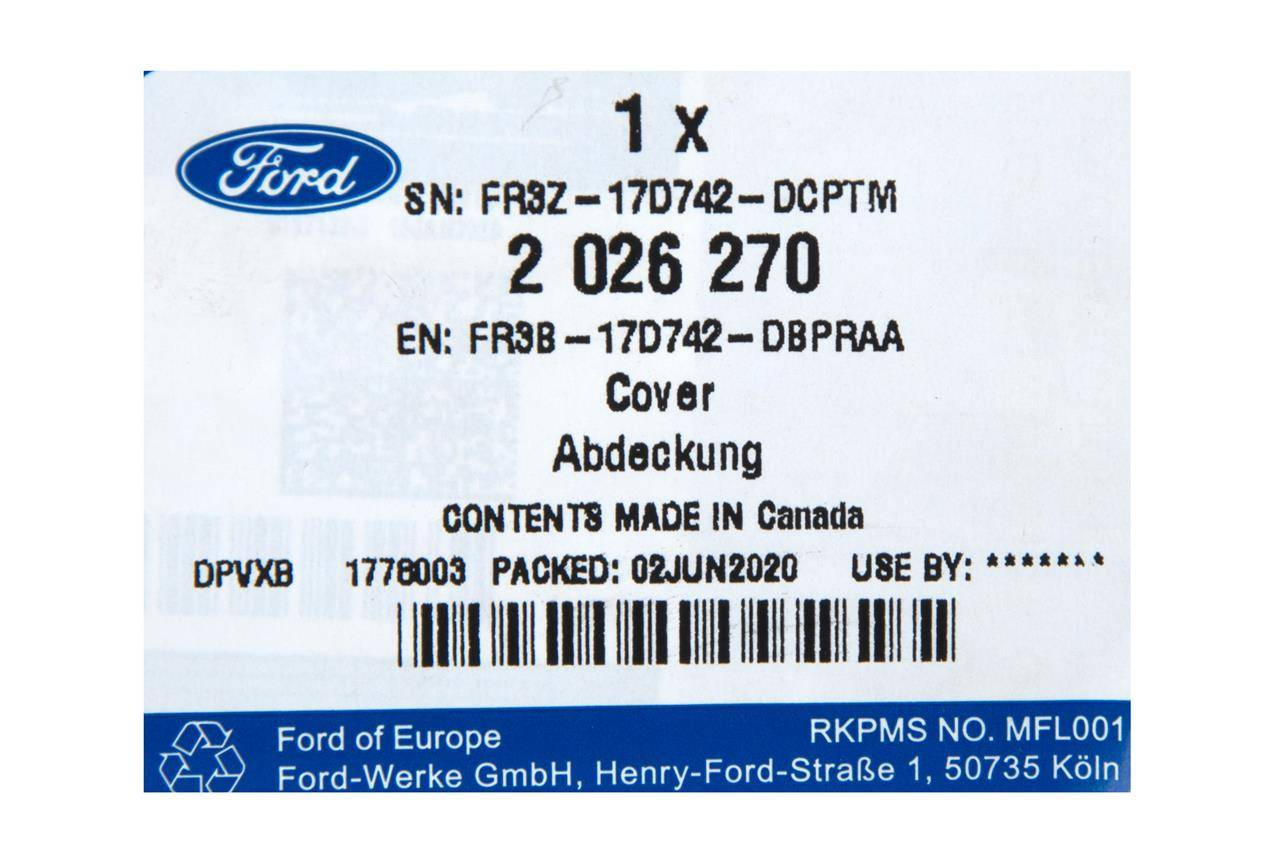 1 x
Ford
SN: FR3Z-17D742-DCPTM
2 026 270
EN: FR3B-17D742-DBPRAA
Cover
Abdeckung
CONTENTS MADE IN Canada
DPVXB 1778003 PACKED: 02JUN2020 USE BY: *******
Ford of Europe RKPMS NO. MFL001
Ford-Werke GmbH, Henry-Ford-Straße 1, 50735 Köln